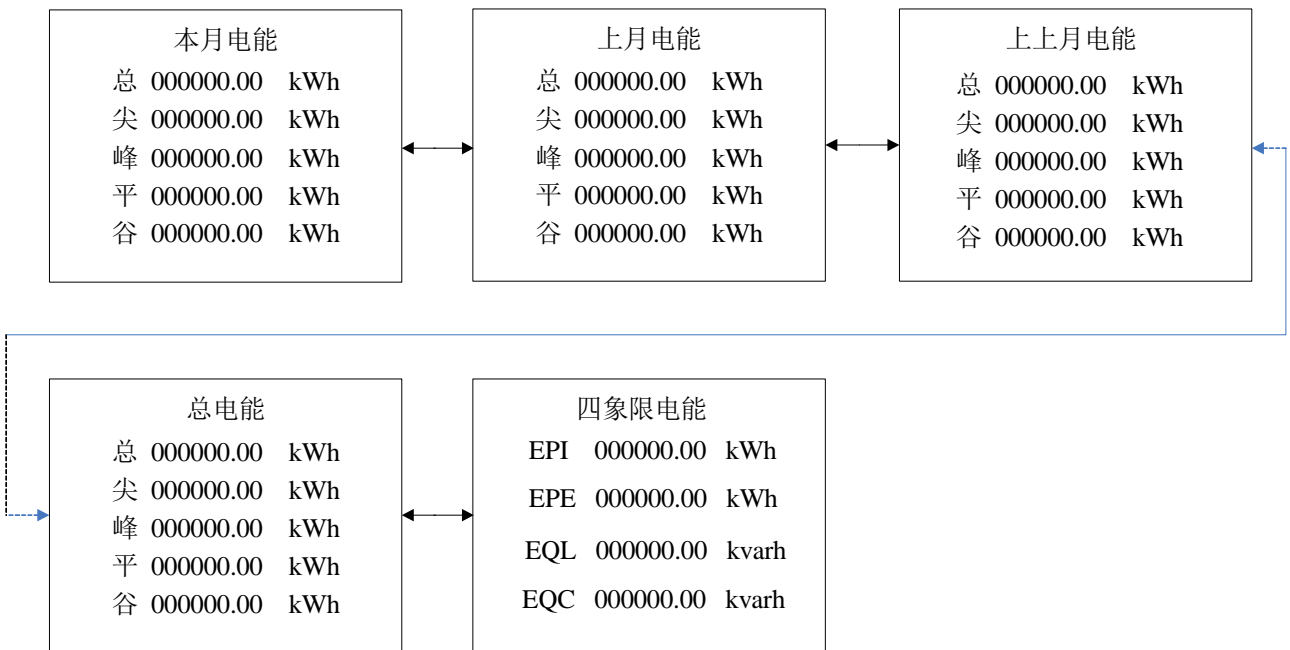 本月电能
总 000000.00 kWh
尖 000000.00 kWh
峰 000000.00 kWh
平 000000.00 kWh
谷 000000.00 kWh
上月电能
总 000000.00 kWh
尖 000000.00 kWh
峰 000000.00 kWh
平 000000.00 kWh
谷 000000.00 kWh
上上月电能
总 000000.00 kWh
尖 000000.00 kWh
峰 000000.00 kWh
平 000000.00 kWh
谷 000000.00 kWh
总电能
总 000000.00 kWh
尖 000000.00 kWh
峰 000000.00 kWh
平 000000.00 kWh
谷 000000.00 kWh
四象限电能
EPI 000000.00 kWh
EPE 000000.00 kWh
EQL 000000.00 kvarh
EQC 000000.00 kvarh